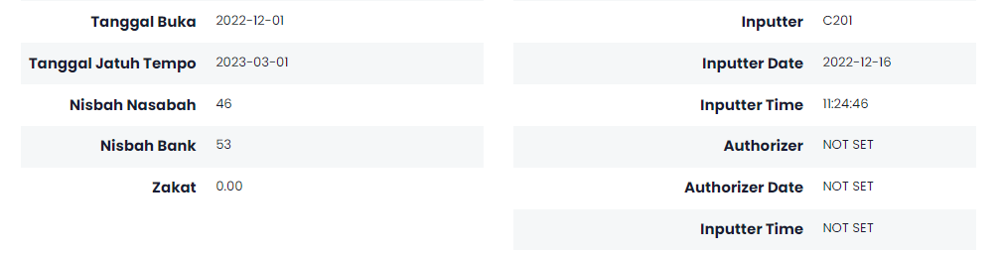 Tanggal Buka 2022-12-01
Tanggal Jatuh Tempo 2023-03-01
Nisbah Nasabah 46
Nisbah Bank 53
Zakat 0.00
Inputter C201
Inputter Date 2022-12-16
Inputter Time 11:24:46
Authorizer NOT SET
Authorizer Date NOT SET
Inputter Time NOT SET